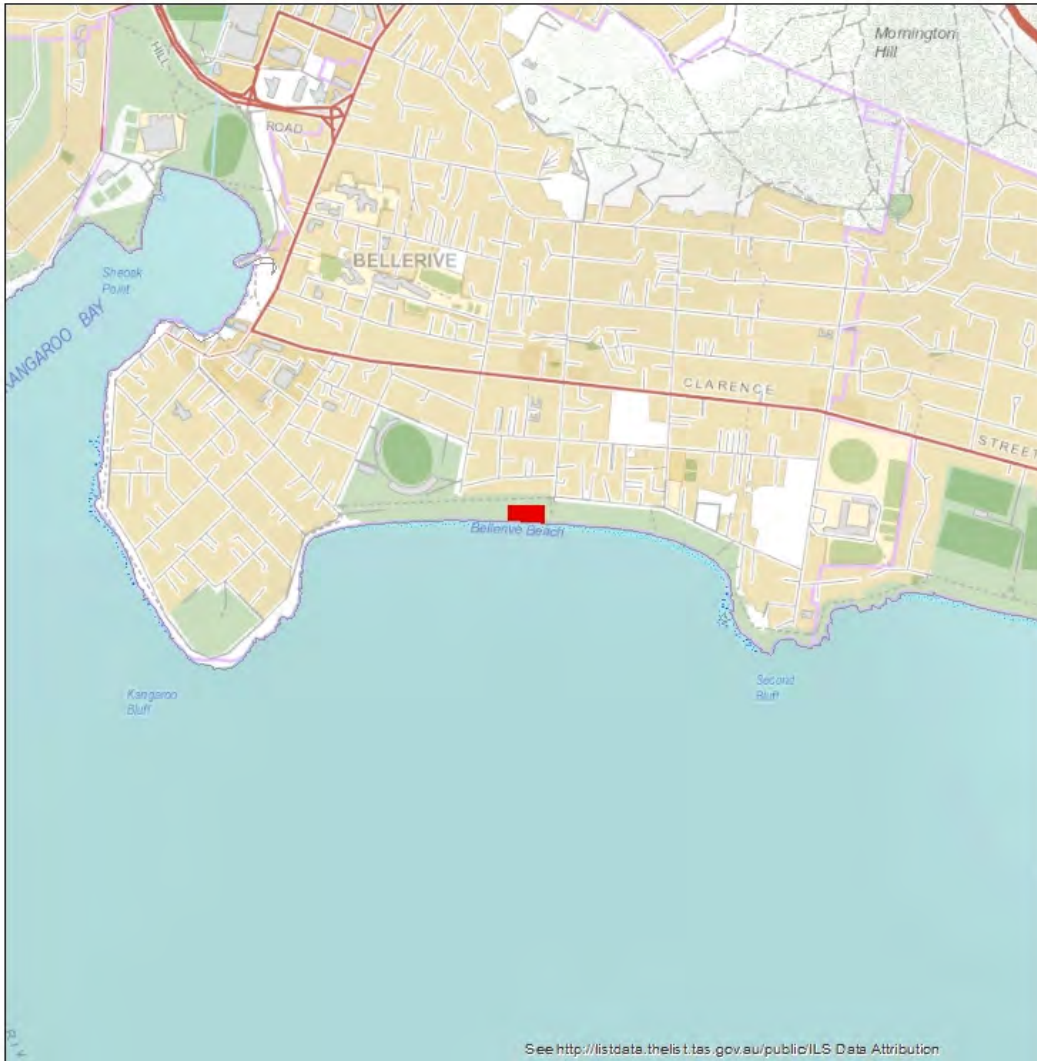 Mornington
Hill
HILL
ROAD
BELLERIVE
Sheoak
Point
KANGAROO BAY
CLARENCE
STREET
Bellerive Beach
Kangaroo
Bluff
Second
Bluff
RIV
See http://listdata.thelist.tas.gov.au/public/ILS Data Attribution